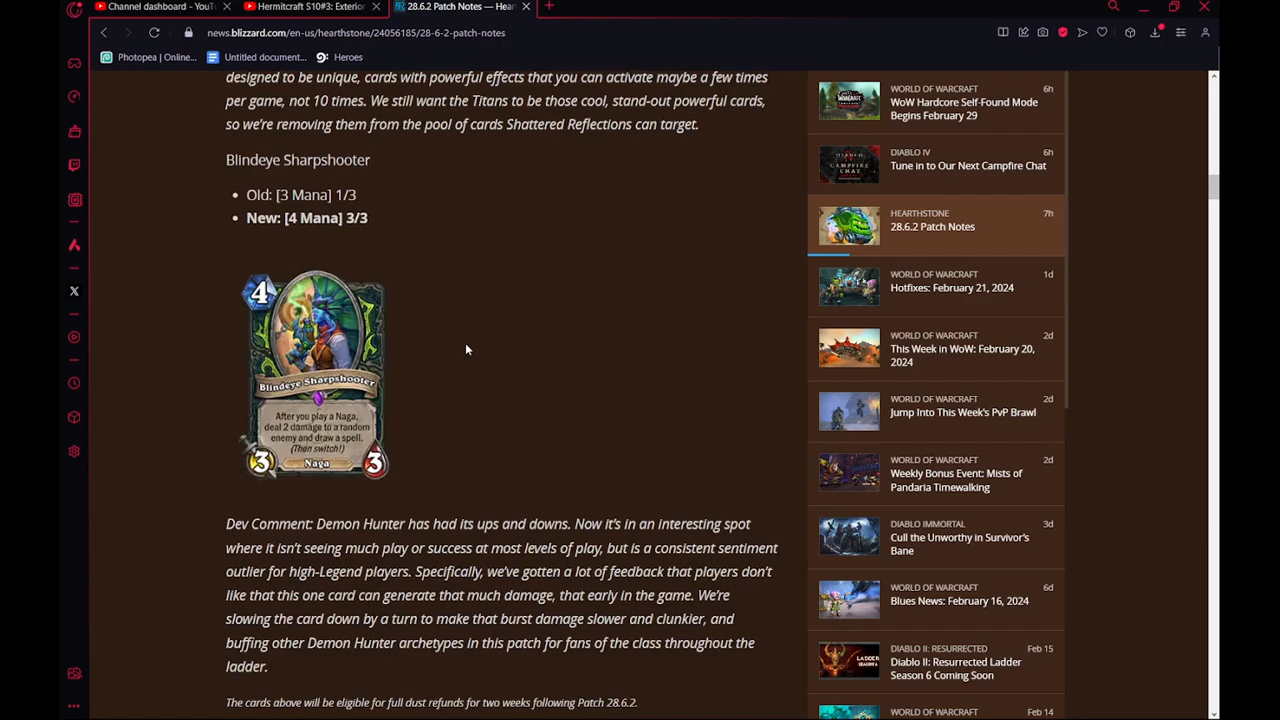 Channel dashboard - YouTu
Hermitcraft S10#3: Exterior
28.6.2 Patch Notes — Hear
news.blizzard.com/en-us/hearthstone/24056185/28-6-2-patch-notes
Photopea | Online...
Untitled document...
Heroes
designed to be unique, cards with powerful effects that you can activate maybe a few times
per game, not 10 times. We still want the Titans to be those cool, stand-out powerful cards,
so we're removing them from the pool of cards Shattered Reflections can target.
Blindeye Sharpshooter
• Old: [3 Mana] 1/3
• New: [4 Mana] 3/3
4
Blindeye Sharpshooter
After you play a Naga,
deal 2 damage to a random
enemy and draw a spell.
(Then switch!)
3
Naga
3
Dev Comment: Demon Hunter has had its ups and downs. Now it's in an interesting spot
where it isn't seeing much play or success at most levels of play, but is a consistent sentiment
outlier for high-Legend players. Specifically, we've gotten a lot of feedback that players don't
like that this one card can generate that much damage, that early in the game. We're
slowing the card down by a turn to make that burst damage slower and clunkier, and
buffing other Demon Hunter archetypes in this patch for fans of the class throughout the
ladder.
The cards above will be eligible for full dust refunds for two weeks following Patch 28.6.2.
WORLD OF WARCRAFT 6h
WoW Hardcore Self-Found Mode
Begins February 29
DIABLO IV 6h
Tune in to Our Next Campfire Chat
HEARTHSTONE 7h
28.6.2 Patch Notes
WORLD OF WARCRAFT 1d
Hotfixes: February 21, 2024
WORLD OF WARCRAFT 2d
This Week in WoW: February 20,
2024
WORLD OF WARCRAFT 2d
Jump Into This Week's PvP Brawl
WORLD OF WARCRAFT 2d
Weekly Bonus Event: Mists of
Pandaria Timewalking
DIABLO IMMORTAL 3d
Cull the Unworthy in Survivor's
Bane
WORLD OF WARCRAFT 6d
Blues News: February 16, 2024
DIABLO II: RESURRECTED Feb 15
Diablo II: Resurrected Ladder
Season 6 Coming Soon
WORLD OF WARCRAFT Feb 14